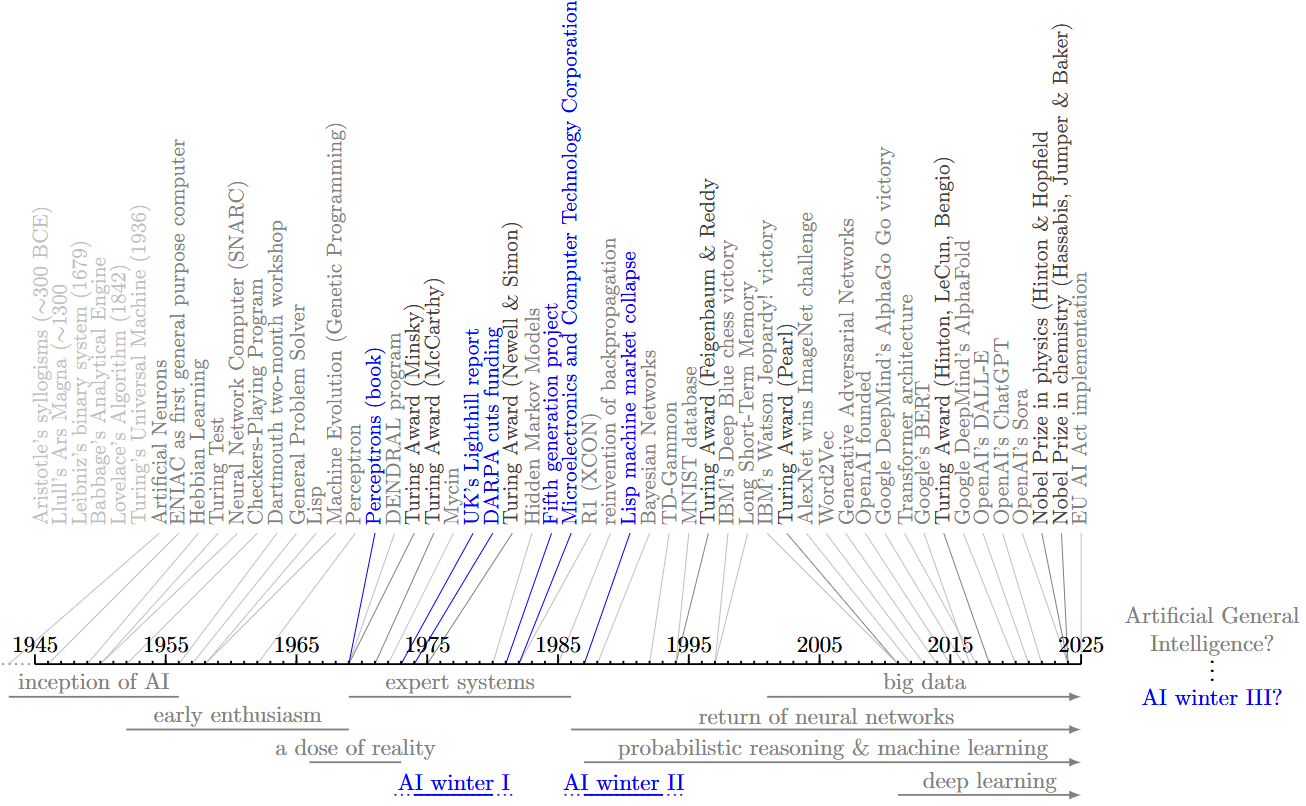 Aristotle's syllogisms (~300 BCE)
Llull's Ars Magna (~1300
Leibniz's binary system (1679)
Babbage's Analytical Engine
Lovelace's Algorithm (1842)
Turing's Universal Machine (1936)
Artificial Neurons
ENIAC as first general purpose computer
Hebbian Learning
Turing Test
Neural Network Computer (SNARC)
Checkers-Playing Program
Dartmouth two-month workshop
General Problem Solver
Lisp
Machine Evolution (Genetic Programming)
Perceptron
Perceptrons (book)
DENDRAL program
Turing Award (Minsky)
Turing Award (McCarthy)
Mycin
UK's Lighthill report
DARPA cuts funding
Turing Award (Newell & Simon)
Hidden Markov Models
Fifth generation project
Microelectronics and Computer Technology Corporation
R1 (XCON)
reinvention of backpropagation
Lisp machine market collapse
Bayesian Networks
TD-Gammon
MNIST database
Turing Award (Feigenbaum & Reddy
IBM's Deep Blue chess victory
Long Short-Term Memory
IBM's Watson Jeopardy! victory
Turing Award (Pearl)
AlexNet wins ImageNet challenge
Word2Vec
Generative Adversarial Networks
OpenAI founded
Google DeepMind's AlphaGo Go victory
Transformer architecture
Google's BERT
Turing Award (Hinton, LeCun, Bengio)
Google DeepMind's AlphaFold
OpenAI's DALL-E
OpenAI's ChatGPT
OpenAI's Sora
Nobel Prize in physics (Hinton & Hopfield
Nobel Prize in chemistry (Hassabis, Jumper & Baker)
EU AI Act implementation
1945 1955 1965 1975 1985 1995 2005 2015 2025
Artificial General
Intelligence?
AI winter III?
inception of AI expert systems big data
early enthusiasm return of neural networks
a dose of reality probabilistic reasoning & machine learning
AI winter I AI winter II deep learning